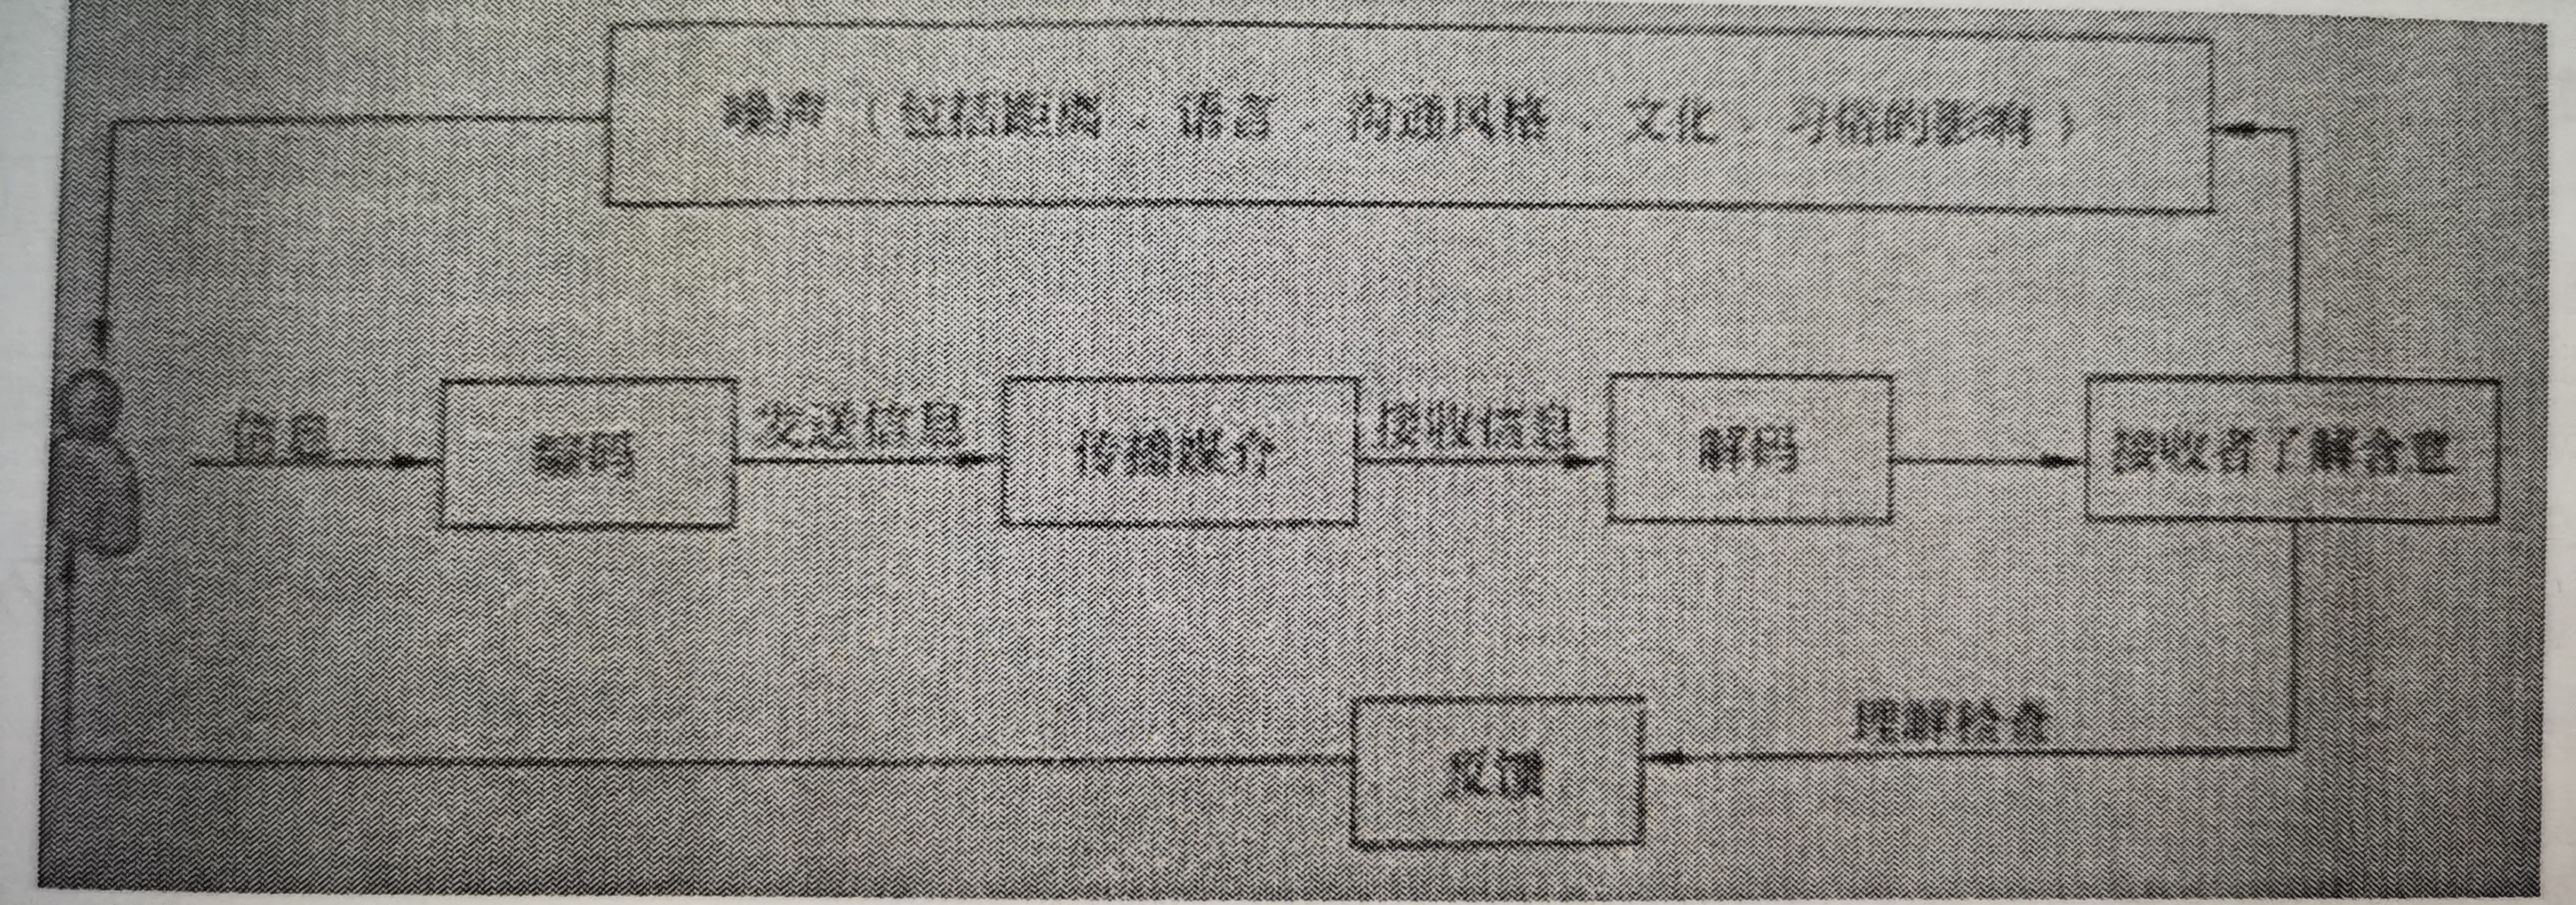 噪声（包括距离、语言、沟通风格、文化、习俗的影响）
信息
编码
发送信息
传播媒介
接收信息
解码
接收者了解含意
理解检查
反馈